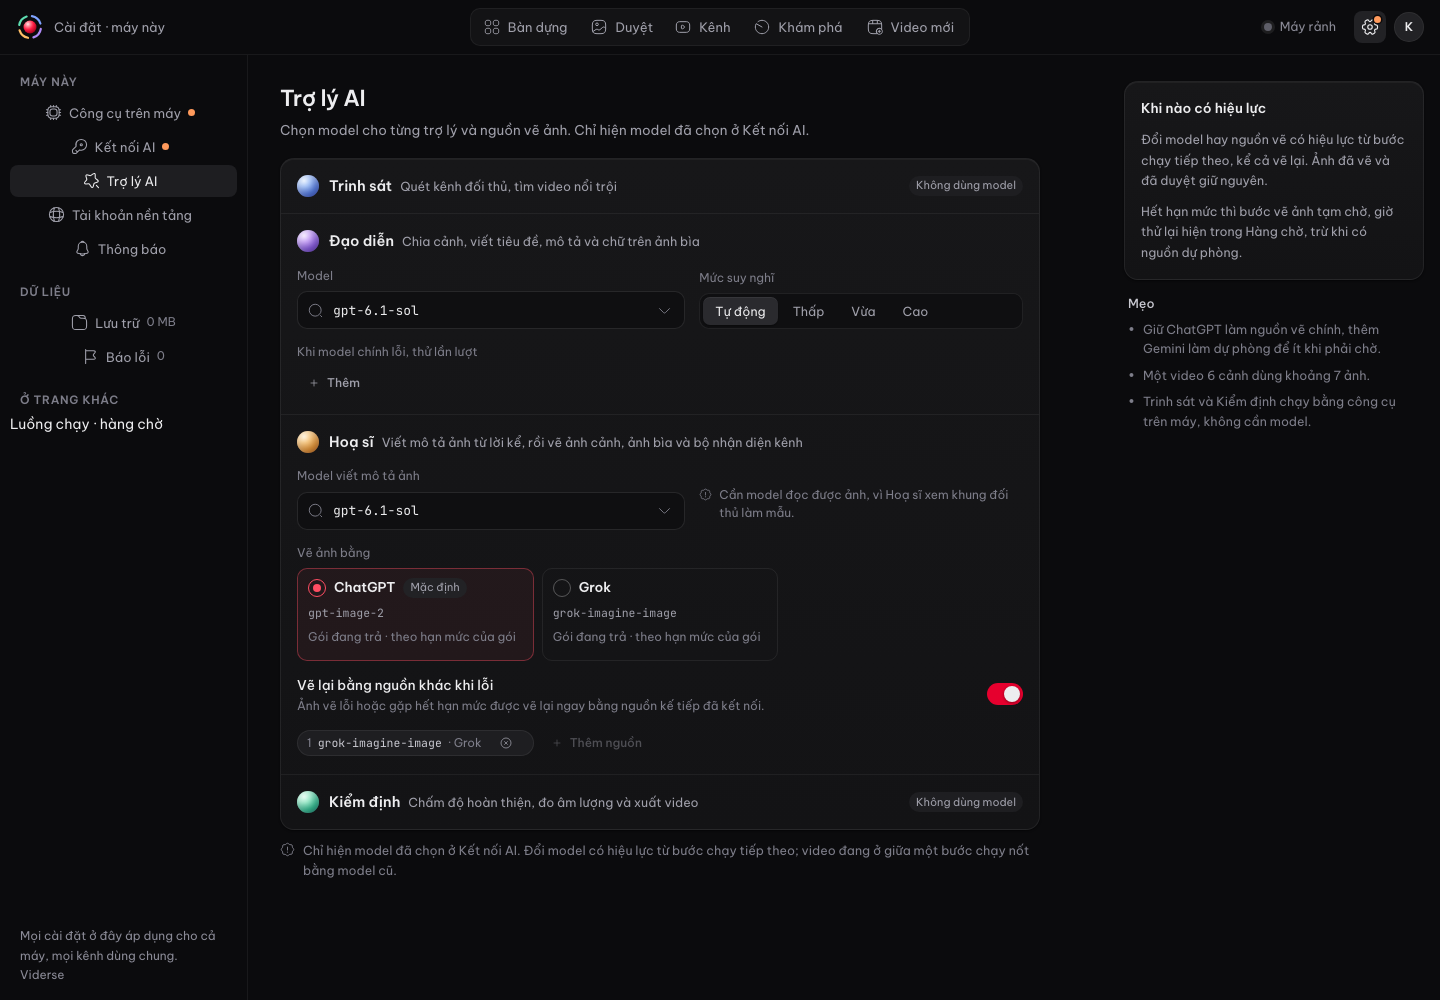 Cài đặt · máy này
Bàn dựng
Duyệt
Kênh
Khám phá
Video mới
Máy rảnh
K
MÁY NÀY
Công cụ trên máy
Kết nối AI
Trợ lý AI
Tài khoản nền tảng
Thông báo
DỮ LIỆU
Lưu trữ 0 MB
Báo lỗi 0
Ở TRANG KHÁC
Luồng chạy · hàng chờ
Mọi cài đặt ở đây áp dụng cho cả
máy, mọi kênh dùng chung.
Viderse
Trợ lý AI
Chọn model cho từng trợ lý và nguồn vẽ ảnh. Chỉ hiện model đã chọn ở Kết nối AI.
Trinh sát Quét kênh đối thủ, tìm video nổi trội
Không dùng model
Đạo diễn Chia cảnh, viết tiêu đề, mô tả và chữ trên ảnh bìa
Model
gpt-6.1-sol
Mức suy nghĩ
Tự động Thấp Vừa Cao
Khi model chính lỗi, thử lần lượt
+ Thêm
Hoạ sĩ Viết mô tả ảnh từ lời kể, rồi vẽ ảnh cảnh, ảnh bìa và bộ nhận diện kênh
Model viết mô tả ảnh
gpt-6.1-sol
Cần model đọc được ảnh, vì Hoạ sĩ xem khung đối
thủ làm mẫu.
Vẽ ảnh bằng
ChatGPT Mặc định
gpt-image-2
Gói đang trả · theo hạn mức của gói
Grok
grok-imagine-image
Gói đang trả · theo hạn mức của gói
Vẽ lại bằng nguồn khác khi lỗi
Ảnh vẽ lỗi hoặc gặp hết hạn mức được vẽ lại ngay bằng nguồn kế tiếp đã kết nối.
1 grok-imagine-image · Grok
+ Thêm nguồn
Kiểm định Chấm độ hoàn thiện, đo âm lượng và xuất video
Không dùng model
Chỉ hiện model đã chọn ở Kết nối AI. Đổi model có hiệu lực từ bước chạy tiếp theo; video đang ở giữa một bước chạy nốt
bằng model cũ.
Khi nào có hiệu lực
Đổi model hay nguồn vẽ có hiệu lực từ bước
chạy tiếp theo, kể cả vẽ lại. Ảnh đã vẽ và
đã duyệt giữ nguyên.
Hết hạn mức thì bước vẽ ảnh tạm chờ, giờ
thử lại hiện trong Hàng chờ, trừ khi có
nguồn dự phòng.
Mẹo
• Giữ ChatGPT làm nguồn vẽ chính, thêm
Gemini làm dự phòng để ít khi phải chờ.
• Một video 6 cảnh dùng khoảng 7 ảnh.
• Trinh sát và Kiểm định chạy bằng công cụ
trên máy, không cần model.